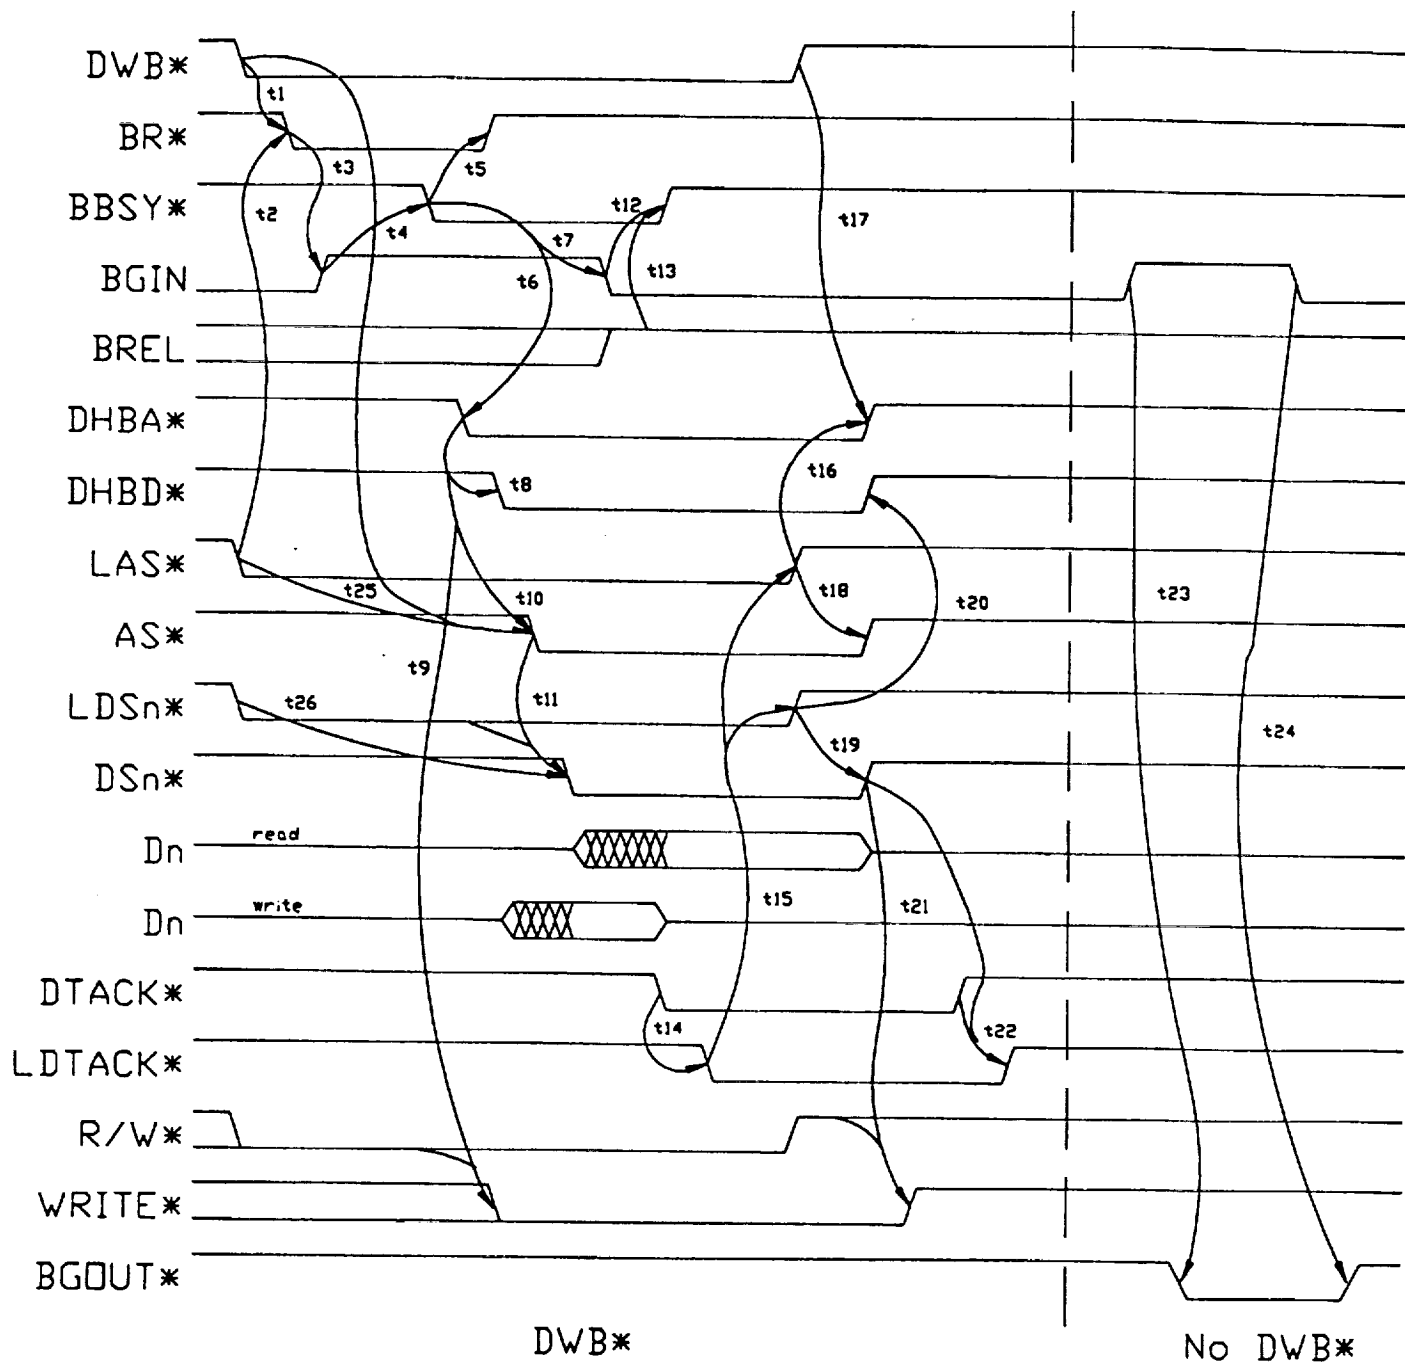 DWB*
t1
BR*
t3
t5
BBSY*
t2
t4
t12
t7
t17
BGIN
t6
t13
BREL
DHBA*
t16
DHBD*
t8
LAS*
t25
t10
t18
t23
t20
AS*
t9
LDSn*
t26
t11
t19
t24
DSn*
Dn
read
t15
t21
Dn
write
DTACK*
t14
t22
LDTACK*
R/W*
WRITE*
BGOUT*
DWB*
No DWB*